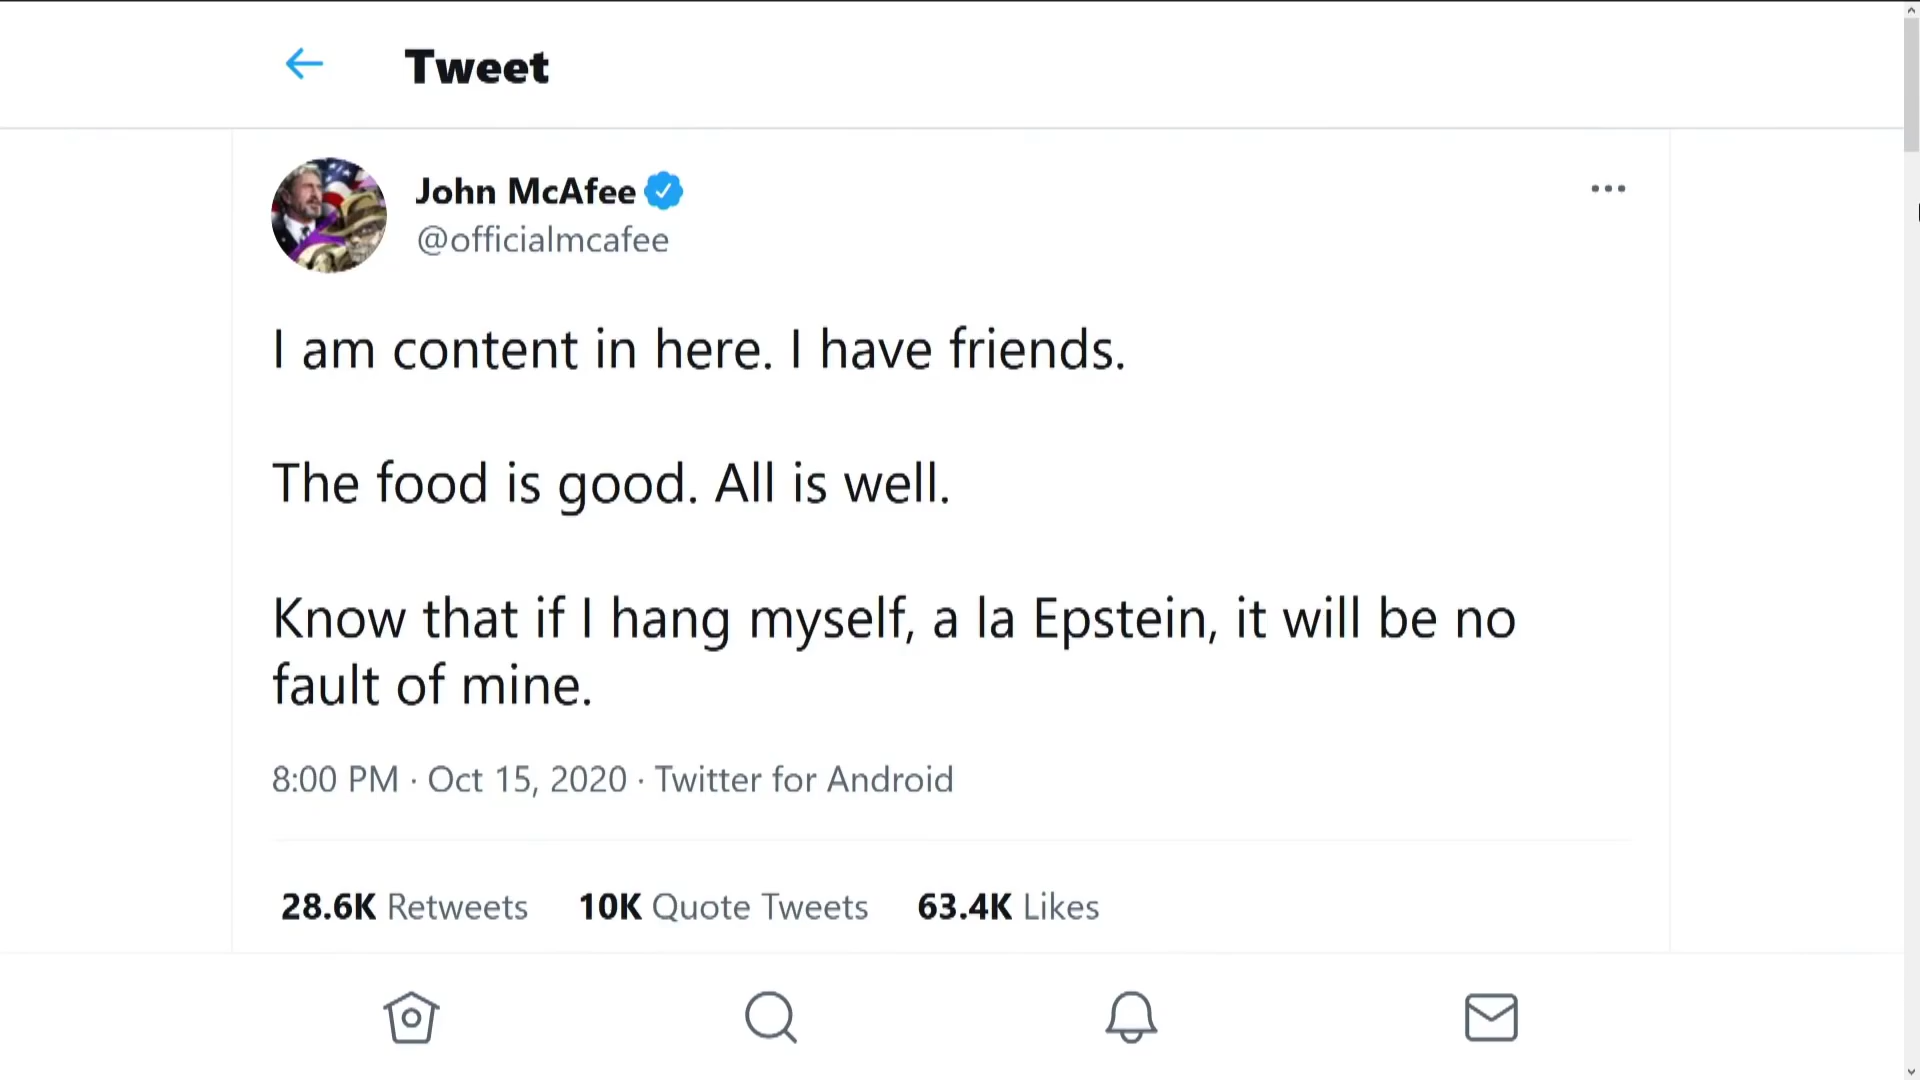 Tweet
John McAfee
@officialmcafee
I am content in here. I have friends.
The food is good. All is well.
Know that if I hang myself, a la Epstein, it will be no
fault of mine.
8:00 PM · Oct 15, 2020 · Twitter for Android
28.6K Retweets 10K Quote Tweets 63.4K Likes